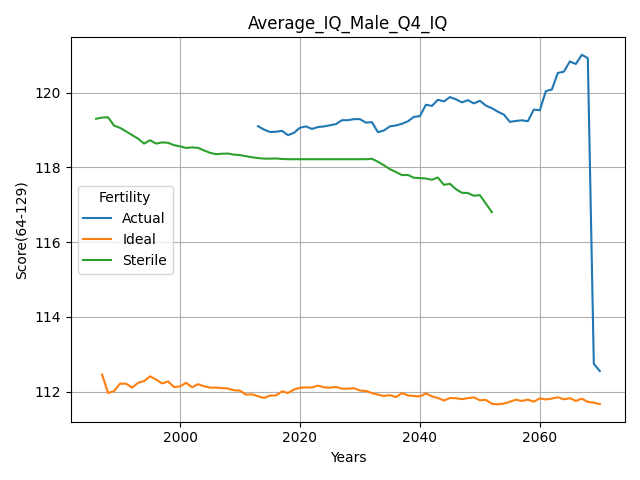 Average_IQ_Male_Q4_IQ
Score(64-129)
120
118
116
114
112
Fertility
Actual
Ideal
Sterile
2000
2020
2040
2060
Years